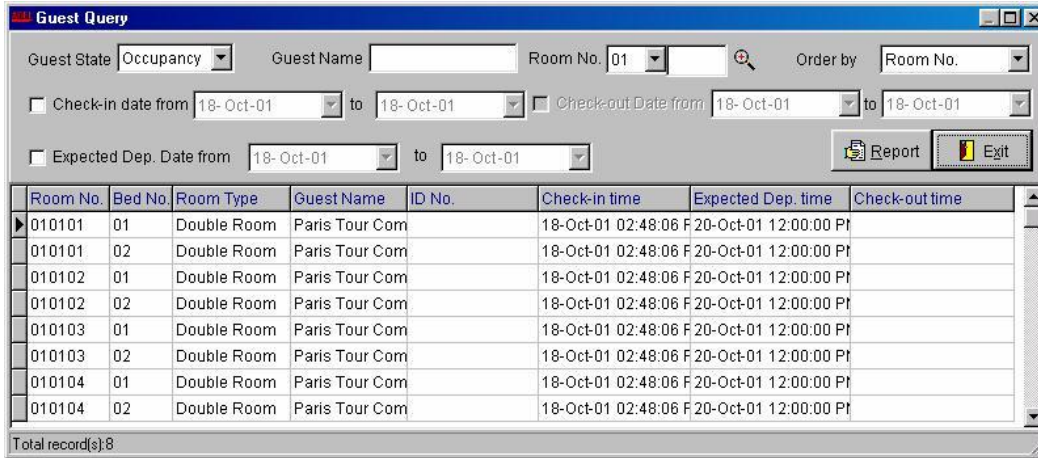 Guest Query
Guest State Occupancy Guest Name Room No. 01 Order by Room No.
Check-in date from 18-Oct-01 to 18-Oct-01 Check-out Date from 18-Oct-01 to 18-Oct-01
Expected Dep. Date from 18-Oct-01 to 18-Oct-01 Report Exit
Room No. Bed No. Room Type Guest Name ID No. Check-in time Expected Dep. time Check-out time
010101 01 Double Room Paris Tour Com 18-Oct-01 02:48:06 P 20-Oct-01 12:00:00 PM
010101 02 Double Room Paris Tour Com 18-Oct-01 02:48:06 P 20-Oct-01 12:00:00 PM
010102 01 Double Room Paris Tour Com 18-Oct-01 02:48:06 P 20-Oct-01 12:00:00 PM
010102 02 Double Room Paris Tour Com 18-Oct-01 02:48:06 P 20-Oct-01 12:00:00 PM
010103 01 Double Room Paris Tour Com 18-Oct-01 02:48:06 P 20-Oct-01 12:00:00 PM
010103 02 Double Room Paris Tour Com 18-Oct-01 02:48:06 P 20-Oct-01 12:00:00 PM
010104 01 Double Room Paris Tour Com 18-Oct-01 02:48:06 P 20-Oct-01 12:00:00 PM
010104 02 Double Room Paris Tour Com 18-Oct-01 02:48:06 P 20-Oct-01 12:00:00 PM
Total record(s):8